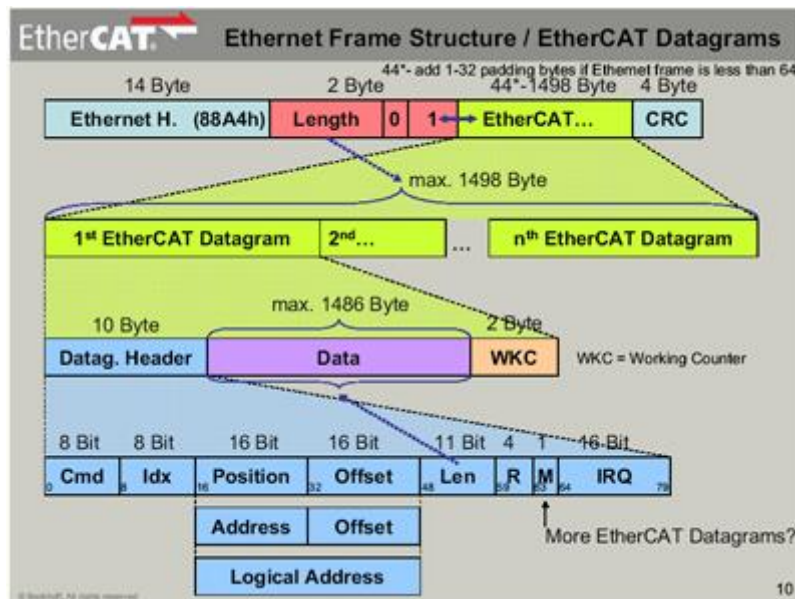 EtherCAT. Ethernet Frame Structure / EtherCAT Datagrams
44*- add 1-32 padding bytes if Ethernet frame is less than 64
14 Byte 2 Byte 44*-1498 Byte 4 Byte
Ethernet H. (88A4h) Length 0 1 EtherCAT... CRC
max. 1498 Byte
1st EtherCAT Datagram 2nd... ... nth EtherCAT Datagram
max. 1486 Byte
10 Byte 2 Byte
Datag. Header Data WKC WKC = Working Counter
8 Bit 8 Bit 16 Bit 16 Bit 11 Bit 4 1 16 Bit
Cmd Idx Position Offset Len R M IRQ
0 8 16 32 48 59 63 64 79
Address Offset More EtherCAT Datagrams?
Logical Address
© Beckhoff. All rights reserved 10